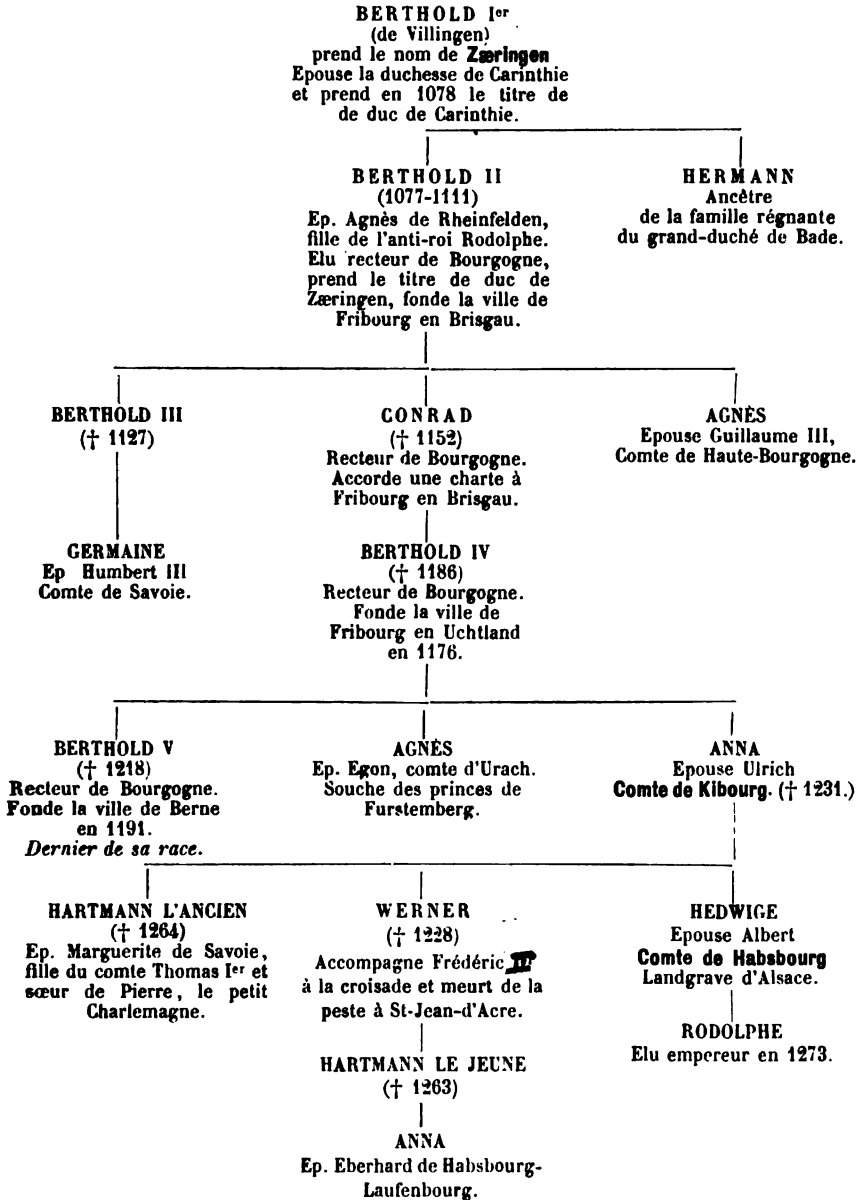 BERTHOLD Ier
(de Villingen)
prend le nom de Zæringen
Epouse la duchesse de Carinthie
et prend en 1078 le titre de
de duc de Carinthie.
BERTHOLD II
(1077-1111)
Ep. Agnès de Rheinfelden,
fille de l'anti-roi Rodolphe.
Elu recteur de Bourgogne,
prend le titre de duc de
Zæringen, fonde la ville de
Fribourg en Brisgau.
HERMANN
Ancêtre
de la famille régnante
du grand-duché de Bade.
BERTHOLD III
(† 1127)
CONRAD
(† 1152)
Recteur de Bourgogne.
Accorde une charte à
Fribourg en Brisgau.
AGNÈS
Epouse Guillaume III,
Comte de Haute-Bourgogne.
GERMAINE
Ep Humbert III
Comte de Savoie.
BERTHOLD IV
(† 1186)
Recteur de Bourgogne.
Fonde la ville de
Fribourg en Uchtland
en 1176.
BERTHOLD V
(† 1218)
Recteur de Bourgogne.
Fonde la ville de Berne
en 1191.
Dernier de sa race.
AGNÈS
Ep. Egon, comte d'Urach.
Souche des princes de
Furstemberg.
ANNA
Epouse Ulrich
Comte de Kibourg. († 1231.)
HARTMANN L'ANCIEN
(† 1264)
Ep. Marguerite de Savoie,
fille du comte Thomas Ier et
sœur de Pierre, le petit
Charlemagne.
WERNER
(† 1228)
Accompagne Frédéric
à la croisade et meurt de la
peste à St-Jean-d'Acre.
HEDWIGE
Epouse Albert
Comte de Habsbourg
Landgrave d'Alsace.
RODOLPHE
Elu empereur en 1273.
HARTMANN LE JEUNE
(† 1263)
ANNA
Ep. Eberhard de Habsbourg-
Laufenbourg.